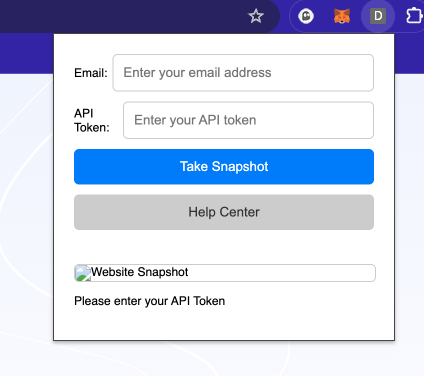 D
Email:
Enter your email address
API
Token:
Enter your API token
Take Snapshot
Help Center
Website Snapshot
Please enter your API Token